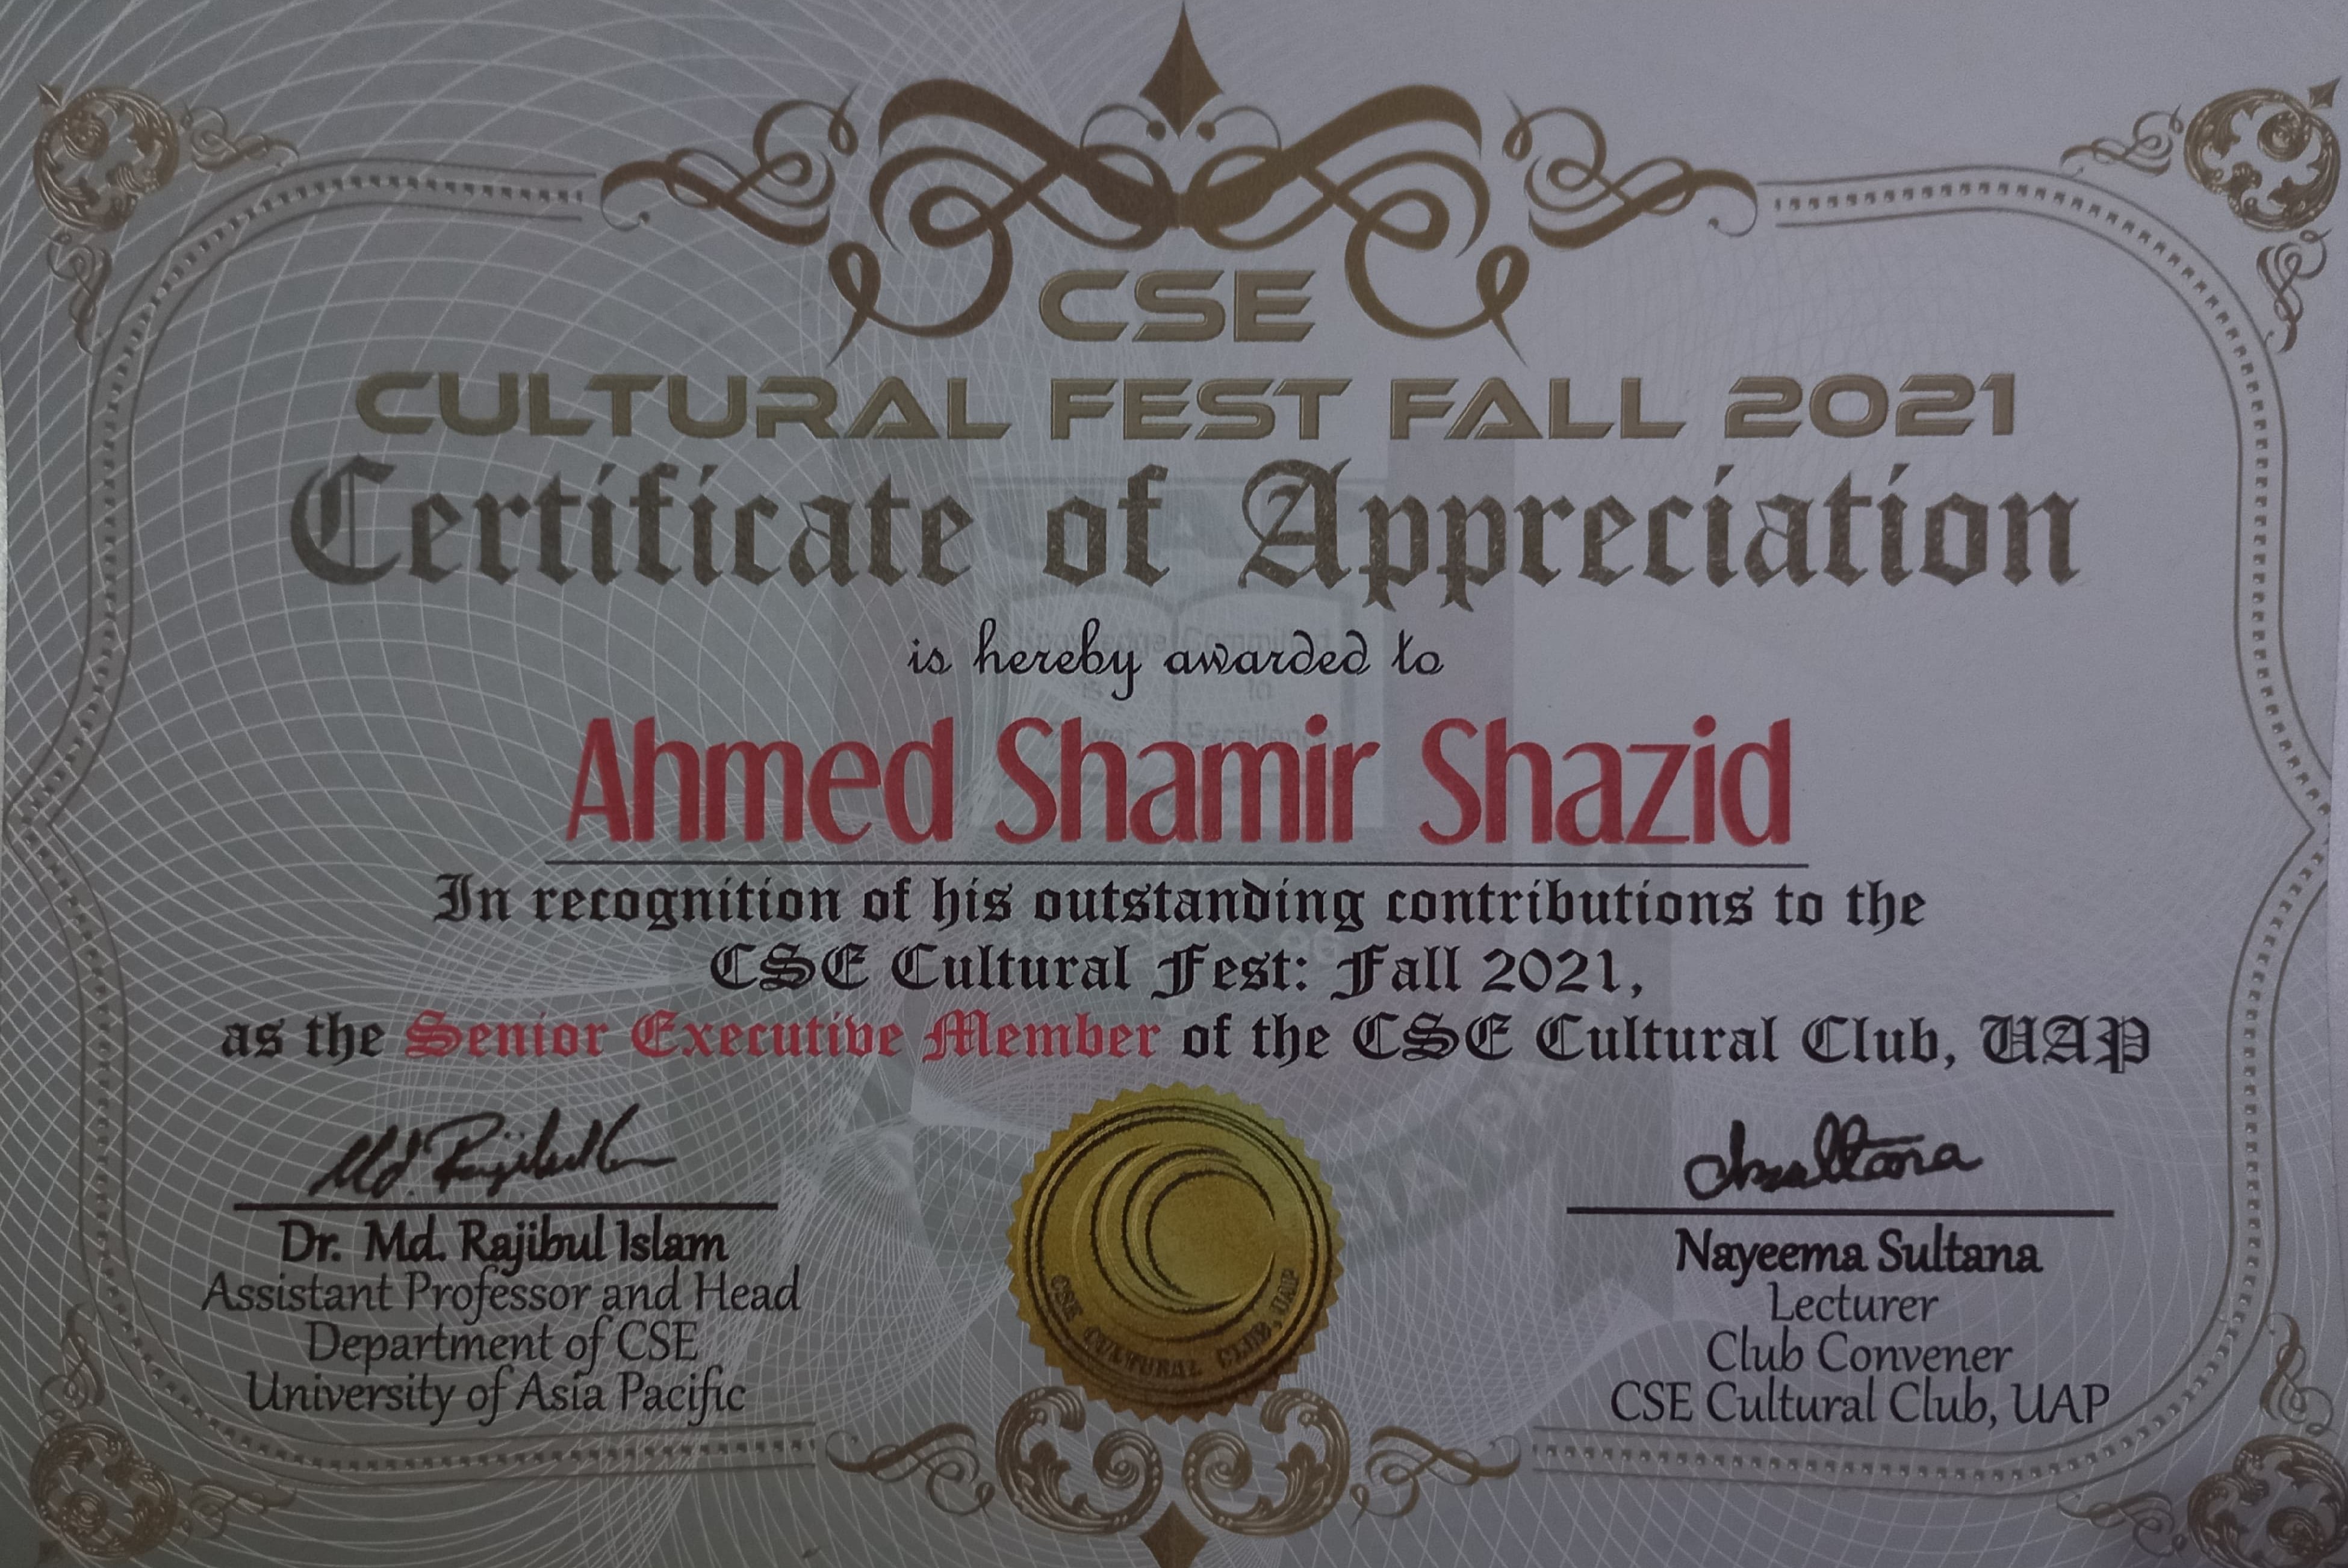 CSE
CULTURAL FEST FALL 2021
Certificate of Appreciation
is hereby awarded to
Ahmed Shamir Shazid
In recognition of his outstanding contributions to the
CSE Cultural Fest: Fall 2021,
as the Senior Executive Member of the CSE Cultural Club, UAP
Md. Rajibul
Dr. Md. Rajibul Islam
Assistant Professor and Head
Department of CSE
University of Asia Pacific
CSE CULTURAL CLUB, UAP
Nayeema Sultana
Lecturer
Club Convener
CSE Cultural Club, UAP